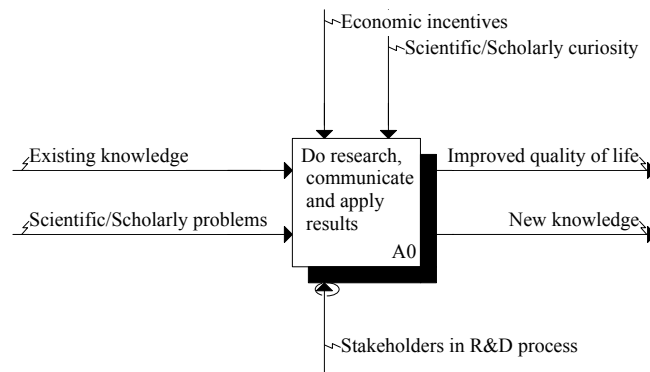 Economic incentives
Scientific/Scholarly curiosity
Existing knowledge
Do research,
communicate
and apply
results
Improved quality of life
Scientific/Scholarly problems
New knowledge
A0
Stakeholders in R&D process